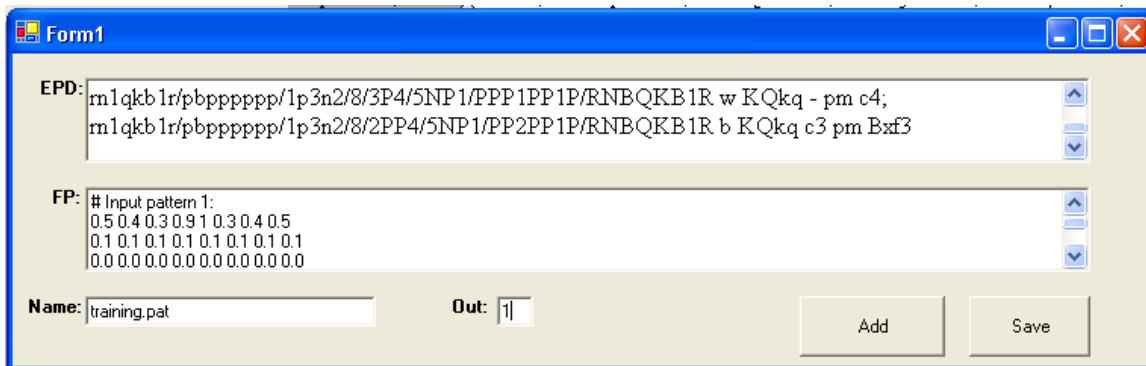 Form1
EPD: rn1qkb1r/pbpppppp/1p3n2/8/3P4/5NP1/PPP1PP1P/RNBQKB1R w KQkq - pm c4;
rn1qkb1r/pbpppppp/1p3n2/8/2PP4/5NP1/PP2PP1P/RNBQKB1R b KQkq c3 pm Bxf3
FP: # Input pattern 1:
0.5 0.4 0.3 0.9 1 0.3 0.4 0.5
0.1 0.1 0.1 0.1 0.1 0.1 0.1 0.1
0.0 0.0 0.0 0.0 0.0 0.0 0.0 0.0
Name: training.pat Out: 1 Add Save